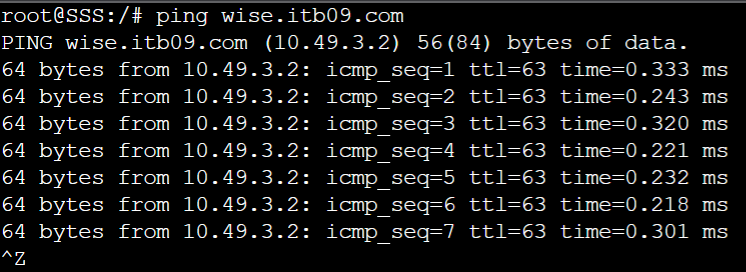 root@SSS:/# ping wise.itb09.com
PING wise.itb09.com (10.49.3.2) 56(84) bytes of data.
64 bytes from 10.49.3.2: icmp_seq=1 ttl=63 time=0.333 ms
64 bytes from 10.49.3.2: icmp_seq=2 ttl=63 time=0.243 ms
64 bytes from 10.49.3.2: icmp_seq=3 ttl=63 time=0.320 ms
64 bytes from 10.49.3.2: icmp_seq=4 ttl=63 time=0.221 ms
64 bytes from 10.49.3.2: icmp_seq=5 ttl=63 time=0.232 ms
64 bytes from 10.49.3.2: icmp_seq=6 ttl=63 time=0.218 ms
64 bytes from 10.49.3.2: icmp_seq=7 ttl=63 time=0.301 ms
^Z